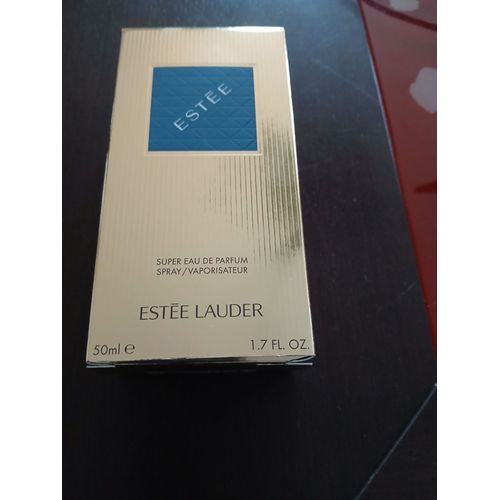 ESTĒE
SUPER EAU DE PARFUM
SPRAY/VAPORISATEUR
ESTĒE LAUDER
50ml ℮
1.7 FL. OZ.